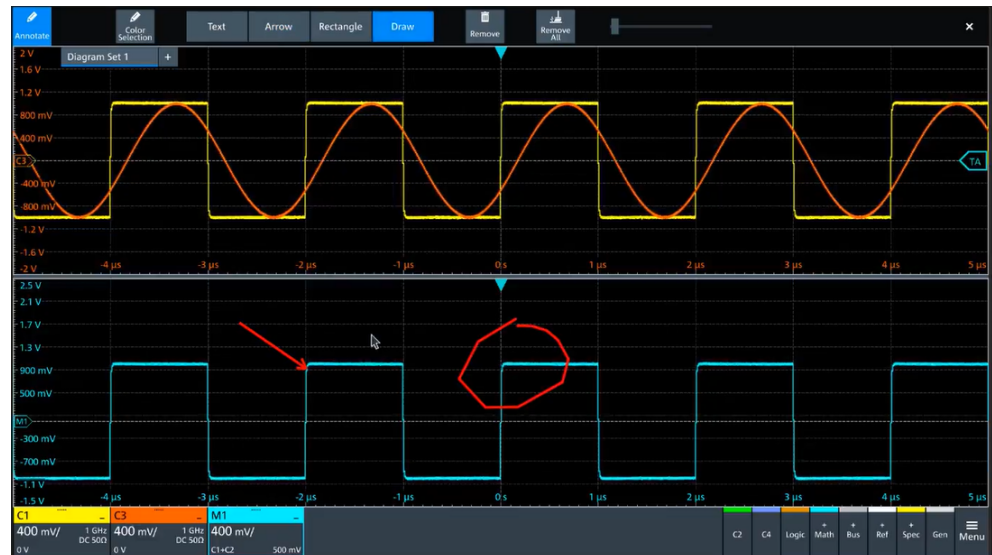 Annotate
Color Selection
Text
Arrow
Rectangle
Draw
Remove
Remove All
×
Diagram Set 1 +
2 V
1.6 V
1.2 V
800 mV
400 mV
C3
TA
-400 mV
-800 mV
-1.2 V
-1.6 V
-2 V
-4 µs -3 µs -2 µs -1 µs 0 s 1 µs 2 µs 3 µs 4 µs 5 µs
2.5 V
2.1 V
1.7 V
1.3 V
900 mV
500 mV
M1
-300 mV
-700 mV
-1.1 V
-1.5 V
-4 µs -3 µs -2 µs -1 µs 0 s 1 µs 2 µs 3 µs 4 µs 5 µs
C1
400 mV/ 1 GHz
DC 50Ω
0 V
C3
400 mV/ 1 GHz
DC 50Ω
0 V
M1
400 mV/
C1+C2 500 mV
C2
C4
Logic
+ Math
+ Bus
+ Ref
+ Spec
Gen
Menu